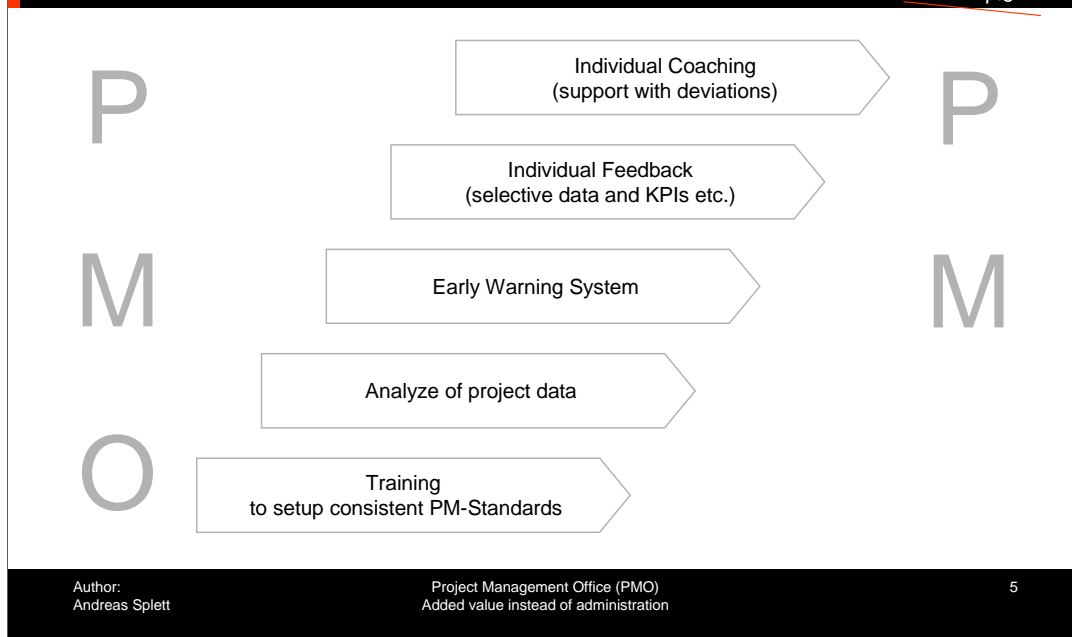 P
M
O
P
M
Individual Coaching
(support with deviations)
Individual Feedback
(selective data and KPIs etc.)
Early Warning System
Analyze of project data
Training
to setup consistent PM-Standards
Author:
Andreas Splett
Project Management Office (PMO)
Added value instead of administration
5